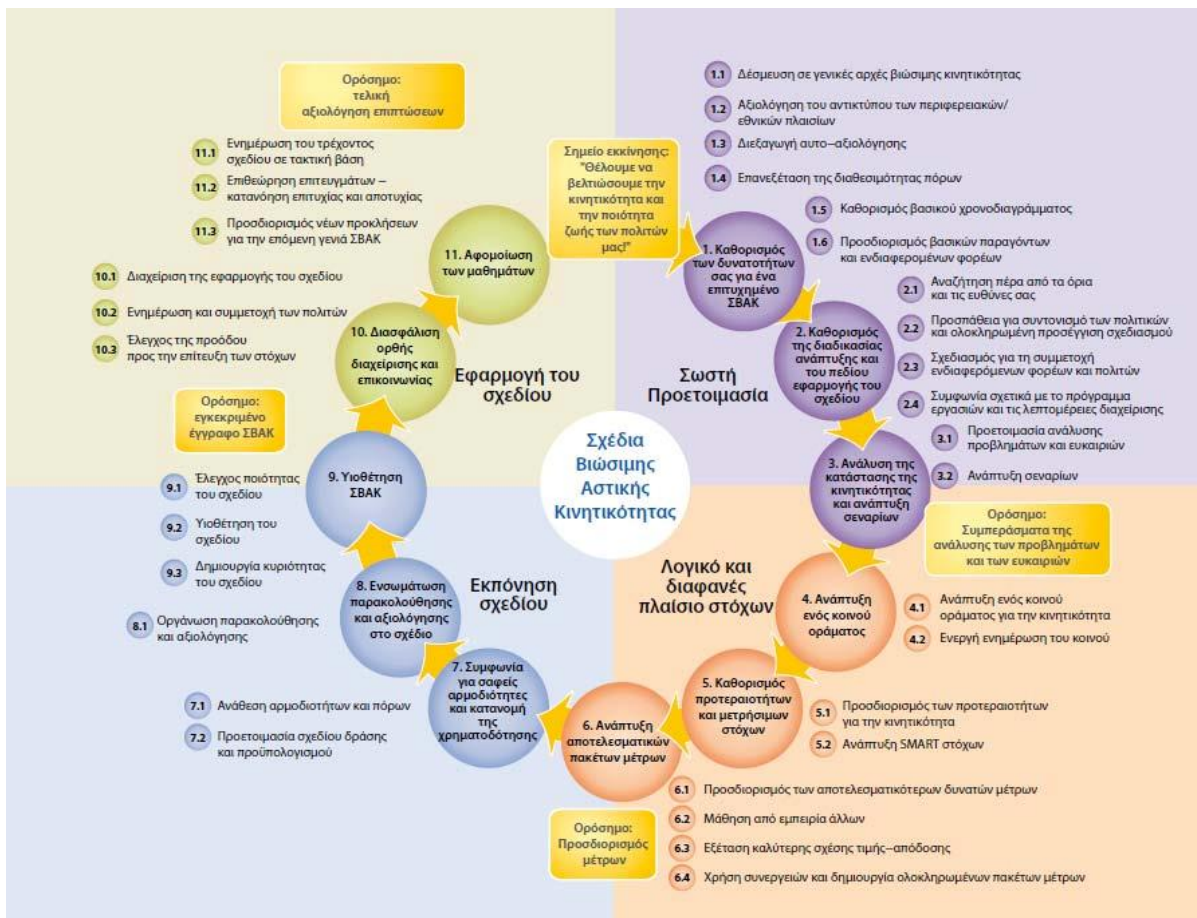 Σημείο εκκίνησης:
"Θέλουμε να
βελτιώσουμε την
κινητικότητα και
την ποιότητα
ζωής των πολιτών
μας!"
1. Καθορισμός
των δυνατοτήτων
σας για ένα
επιτυχημένο
ΣΒΑΚ
1.1 Δέσμευση σε γενικές αρχές βιώσιμης κινητικότητας
1.2 Αξιολόγηση του αντικτύπου των περιφερειακών/
εθνικών πλαισίων
1.3 Διεξαγωγή αυτο–αξιολόγησης
1.4 Επανεξέταση της διαθεσιμότητας πόρων
1.5 Καθορισμός βασικού χρονοδιαγράμματος
1.6 Προσδιορισμός βασικών παραγόντων
και ενδιαφερομένων φορέων
2. Καθορισμός
της διαδικασία
ανάπτυξης και
του πεδίου
εφαρμογής του
σχεδίου
2.1 Αναζήτηση πέρα από τα όρια
και τις ευθύνες σας
2.2 Προσπάθεια για συντονισμό των πολιτικών
και ολοκληρωμένη προσέγγιση σχεδιασμού
2.3 Σχεδιασμός για τη συμμετοχή
ενδιαφερόμενων φορέων και πολιτών
2.4 Συμφωνία σχετικά με το πρόγραμμα
εργασιών και τις λεπτομέρειες διαχείρισης
Σωστή
Προετοιμασία
3. Ανάλυση της
κατάστασης της
κινητικότητας
και ανάπτυξη
σεναρίων
3.1 Προετοιμασία ανάλυσης
προβλημάτων και ευκαιριών
3.2 Ανάπτυξη σεναρίων
Ορόσημο:
Συμπεράσματα της
ανάλυσης των προβλημάτων
και των ευκαιριών
Λογικό και
διαφανές
πλαίσιο στόχων
4. Ανάπτυξη
ενός κοινού
οράματος
4.1 Ανάπτυξη ενός κοινού
οράματος για την κινητικότητα
4.2 Ενεργή ενημέρωση του κοινού
5. Καθορισμός
προτεραιοτήτων
και μετρήσιμων
στόχων
5.1 Προσδιορισμός των προτεραιοτήτων
για την κινητικότητα
5.2 Ανάπτυξη SMART στόχων
6. Ανάπτυξη
αποτελεσματικών
πακέτων μέτρων
6.1 Προσδιορισμός των αποτελεσματικότερων δυνατών μέτρων
6.2 Μάθηση από εμπειρία άλλων
6.3 Εξέταση καλύτερης σχέσης τιμής–απόδοσης
6.4 Χρήση συνεργειών και δημιουργία ολοκληρωμένων πακέτων μέτρων
Ορόσημο:
Προσδιορισμός
μέτρων
Εκπόνηση
σχεδίου
7. Συμφωνία
για σαφείς
αρμοδιότητες
και κατανομή
της
χρηματοδότησης
7.1 Ανάθεση αρμοδιοτήτων και πόρων
7.2 Προετοιμασία σχεδίου δράσης
και προϋπολογισμού
8. Ενσωμάτωση
παρακολούθησης
και αξιολόγησης
στο σχέδιο
8.1 Οργάνωση παρακολούθησης
και αξιολόγησης
9. Υιοθέτηση
ΣΒΑΚ
9.1 Έλεγχος ποιότητας
του σχεδίου
9.2 Υιοθέτηση του
σχεδίου
9.3 Δημιουργία κυριότητας
του σχεδίου
Ορόσημο:
εγκεκριμένο
έγγραφο ΣΒΑΚ
Εφαρμογή του
σχεδίου
10. Διασφάλιση
ορθής
διαχείρισης και
επικοινωνίας
10.1 Διαχείριση της εφαρμογής του σχεδίου
10.2 Ενημέρωση και συμμετοχή των πολιτών
10.3 Έλεγχος της προόδου
προς την επίτευξη των στόχων
11. Αφομοίωση
των μαθημάτων
11.1 Ενημέρωση του τρέχοντος
σχεδίου σε τακτική βάση
11.2 Επιθεώρηση επιτευγμάτων –
κατανόηση επιτυχίας και αποτυχίας
11.3 Προσδιορισμός νέων προκλήσεων
για την επόμενη γενιά ΣΒΑΚ
Ορόσημο:
τελική
αξιολόγηση επιπτώσεων
Σχέδια
Βιώσιμης
Αστικής
Κινητικότητας